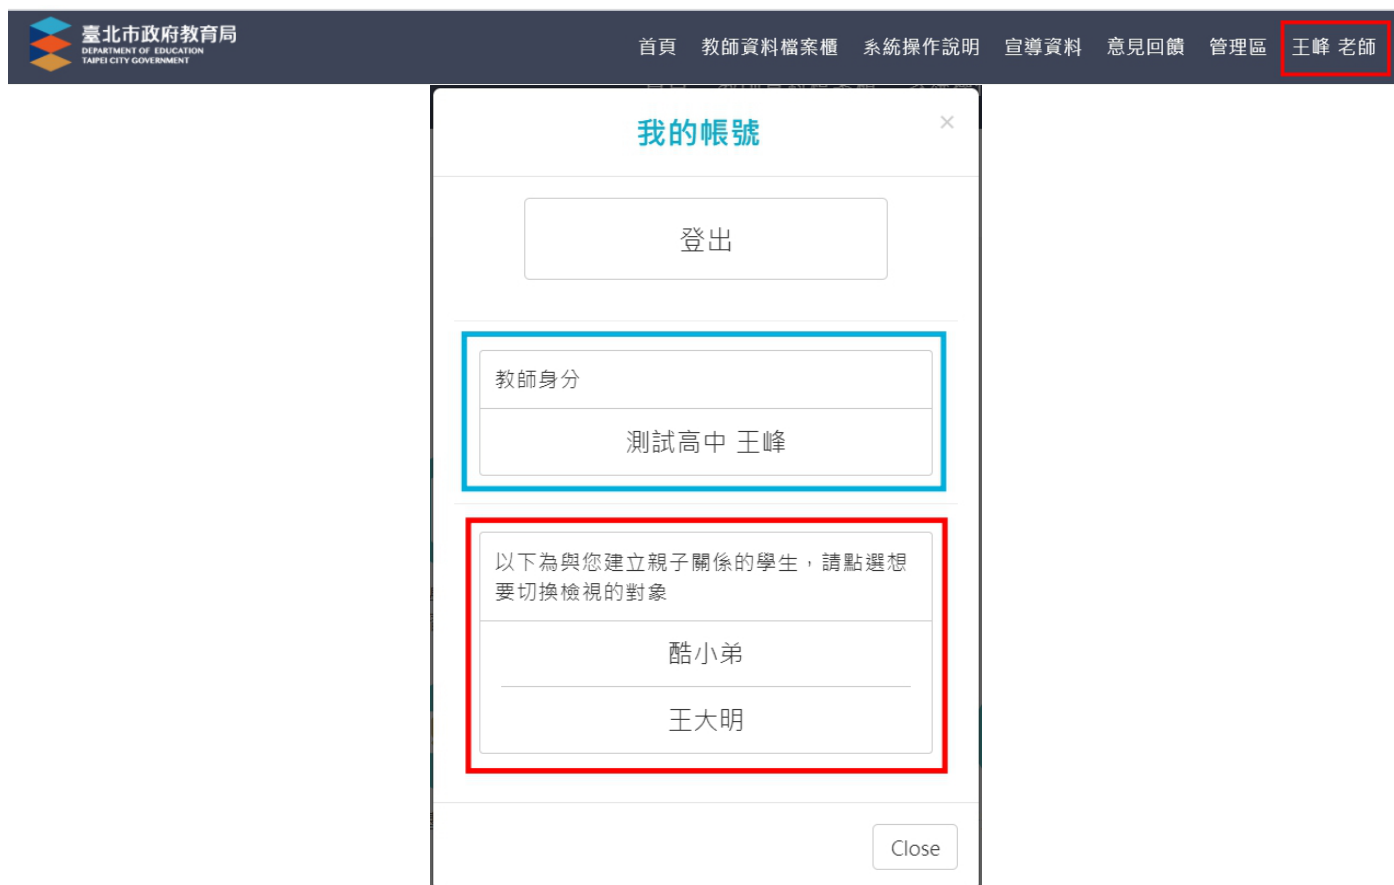 臺北市政府教育局
DEPARTMENT OF EDUCATION
TAIPEI CITY GOVERNMENT
首頁 教師資料檔案櫃 系統操作說明 宣導資料 意見回饋 管理區 王峰 老師
我的帳號 ×
登出
教師身分
測試高中 王峰
以下為與您建立親子關係的學生，請點選想
要切換檢視的對象
酷小弟
王大明
Close